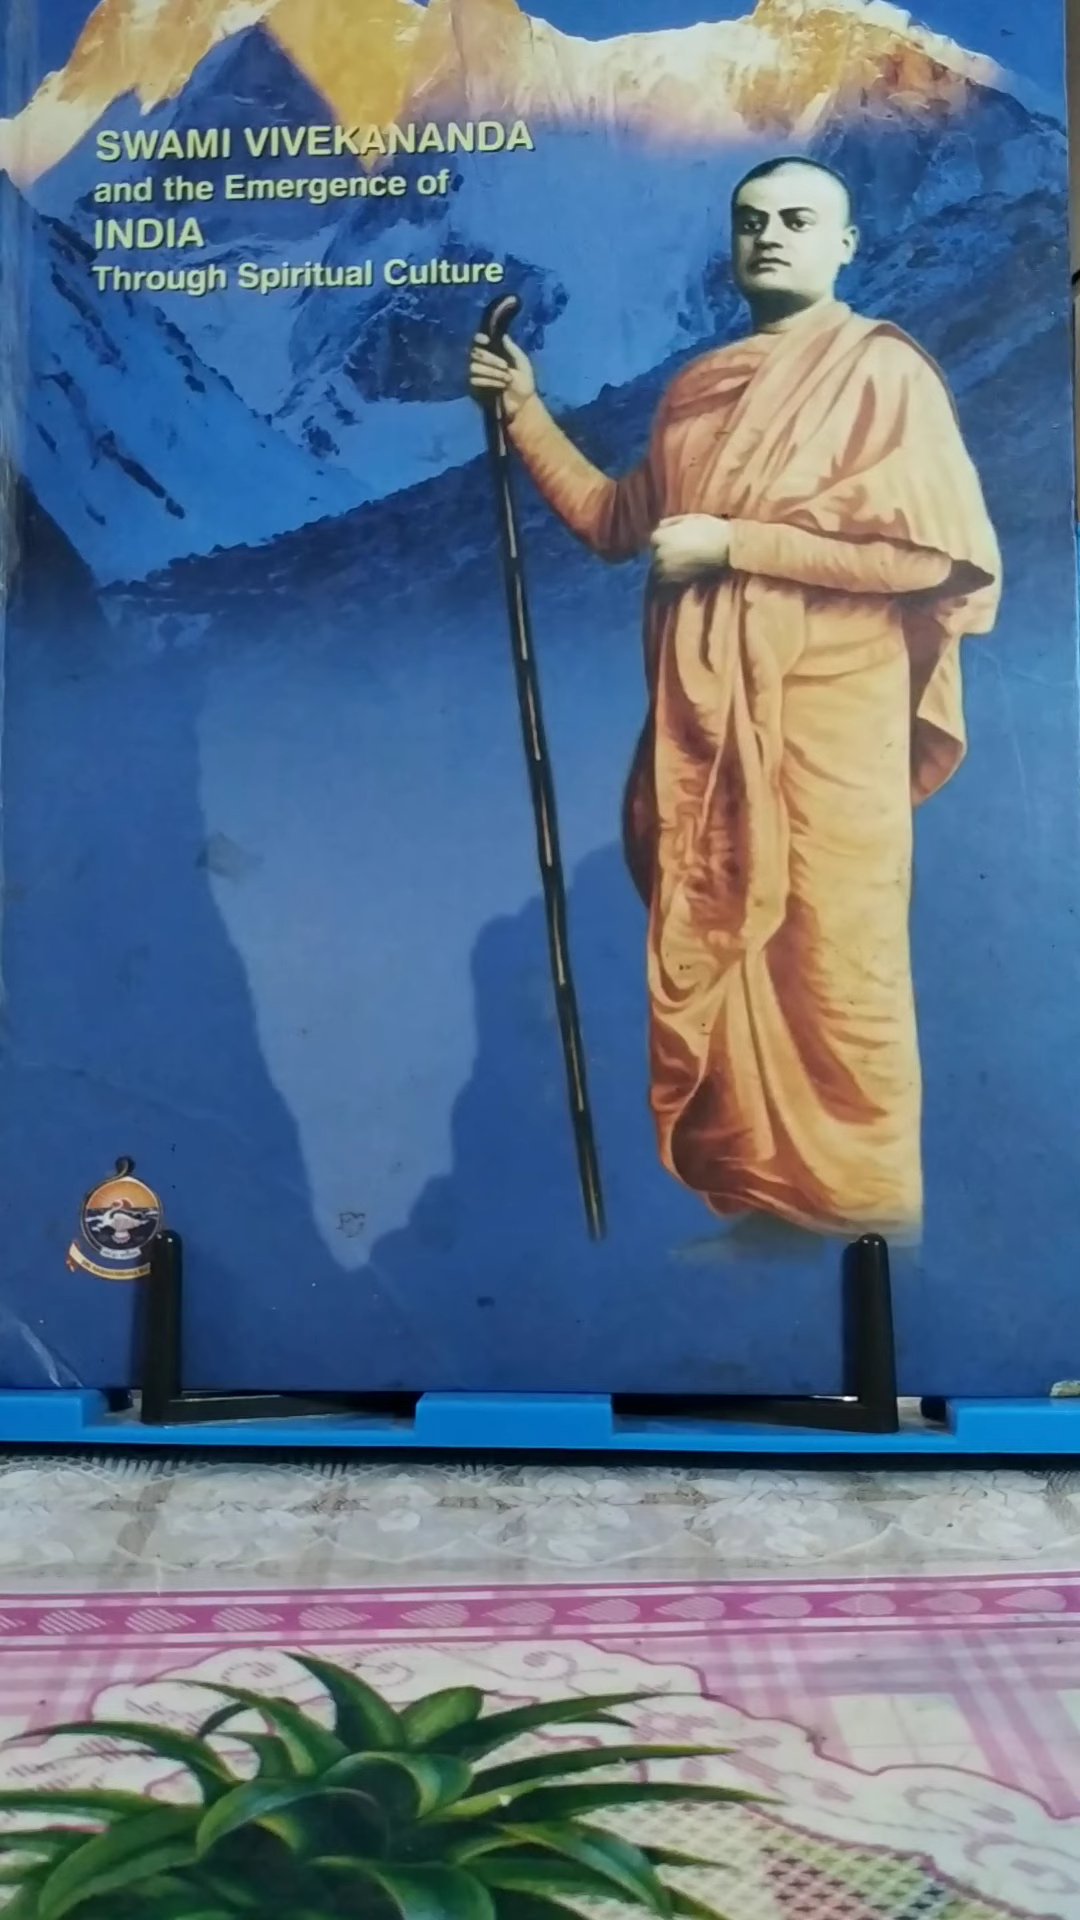 SWAMI VIVEKANANDA
and the Emergence of
INDIA
Through Spiritual Culture